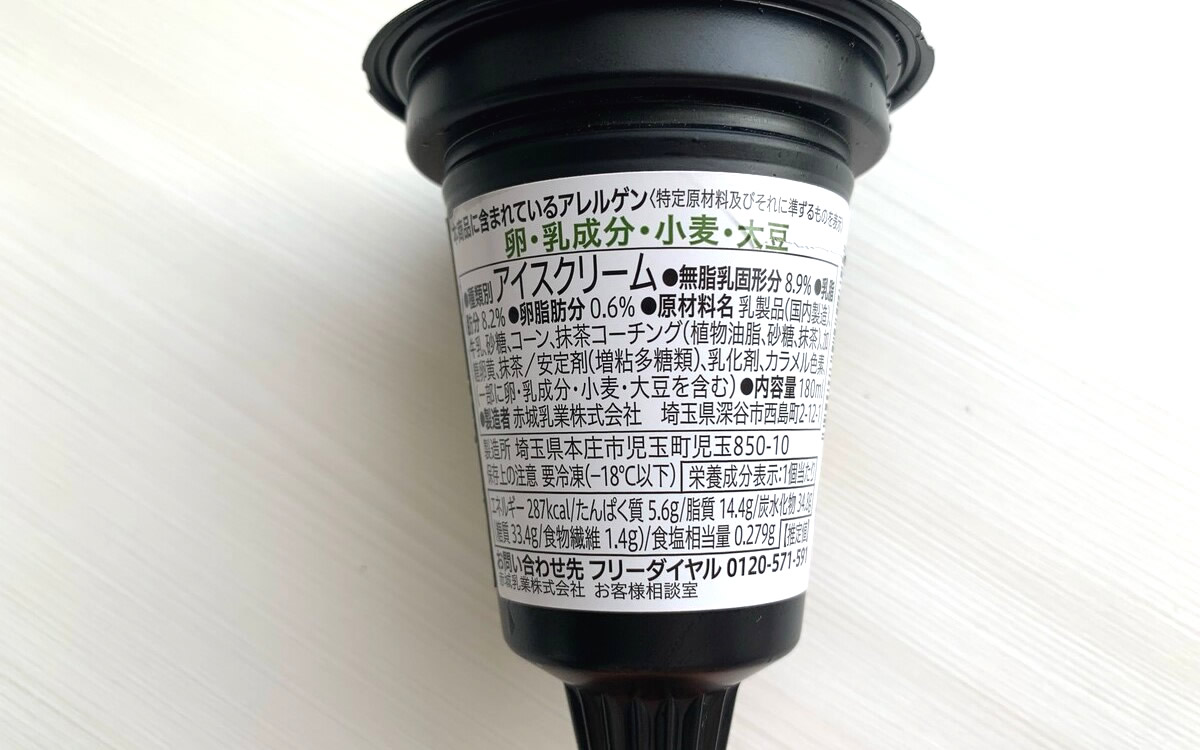 本商品に含まれているアレルゲン〈特定原材料及びそれに準ずるものを表示
卵・乳成分・小麦・大豆
●種類別 アイスクリーム ●無脂乳固形分 8.9% ●乳脂
肪分 8.2% ●卵脂肪分 0.6% ●原材料名 乳製品(国内製造)、
牛乳、砂糖、コーン、抹茶コーチング(植物油脂、砂糖、抹茶)、加
糖卵黄、抹茶／安定剤(増粘多糖類)、乳化剤、カラメル色素、
(一部に卵・乳成分・小麦・大豆を含む) ●内容量 180ml
●製造者 赤城乳業株式会社 埼玉県深谷市西島町2-12-1
製造所 埼玉県本庄市児玉町児玉850-10
保存上の注意 要冷凍(−18℃以下) 栄養成分表示:1個当たり
エネルギー 287kcal/たんぱく質 5.6g/脂質 14.4g/炭水化物 34.8g
糖質 33.4g/食物繊維 1.4g)/食塩相当量 0.279g 【推定値
お問い合わせ先 フリーダイヤル 0120-571-591
赤城乳業株式会社 お客様相談室